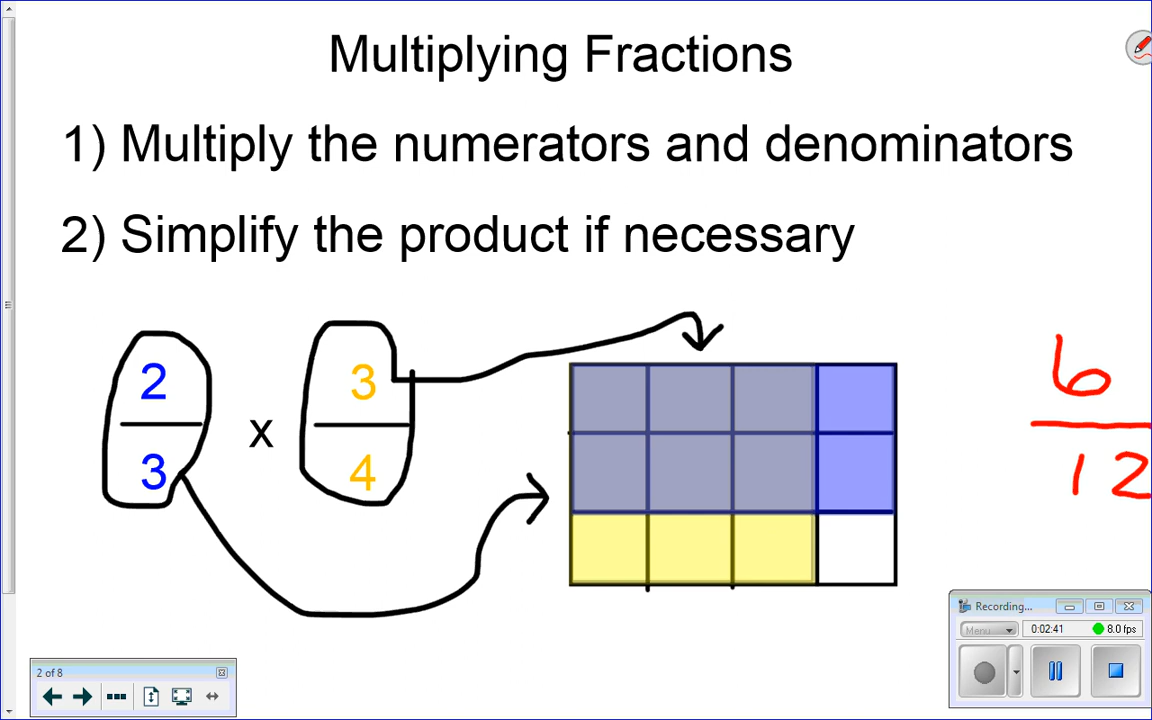 Multiplying Fractions
1) Multiply the numerators and denominators
2) Simplify the product if necessary
2
3
x
3
4
6
12
Recording...
Menu
0:02:41
8.0 fps
2 of 8